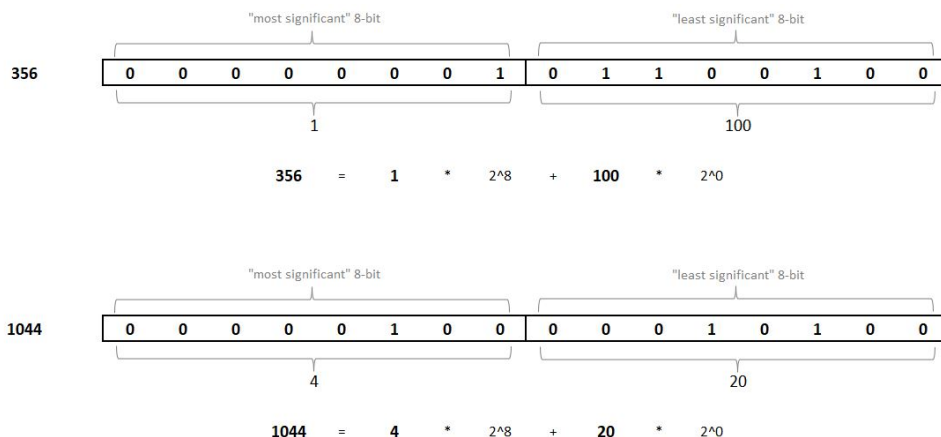 "most significant" 8-bit "least significant" 8-bit
356 0 0 0 0 0 0 0 1 0 1 1 0 0 1 0 0
1 100
356 = 1 * 2^8 + 100 * 2^0
"most significant" 8-bit "least significant" 8-bit
1044 0 0 0 0 0 1 0 0 0 0 0 1 0 1 0 0
4 20
1044 = 4 * 2^8 + 20 * 2^0